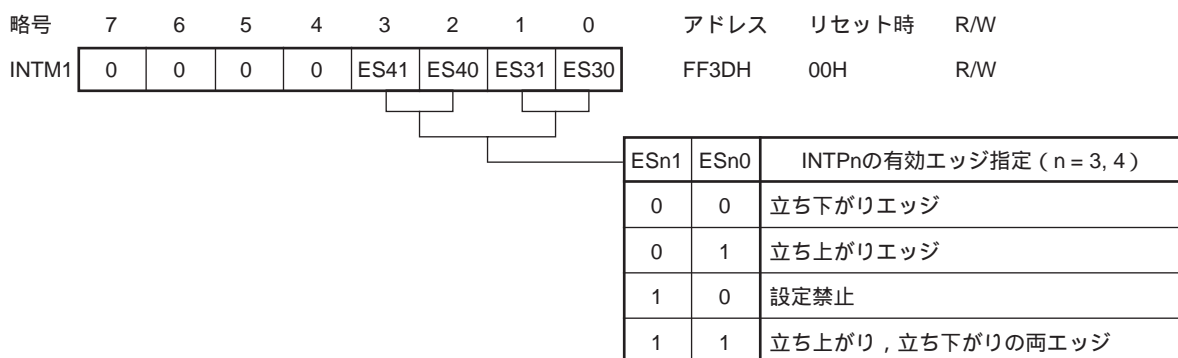 略号 7 6 5 4 3 2 1 0 アドレス リセット時 R/W
INTM1 0 0 0 0 ES41 ES40 ES31 ES30 FF3DH 00H R/W
ESn1 ESn0 INTPnの有効エッジ指定(n = 3, 4)
0 0 立ち下がりエッジ
0 1 立ち上がりエッジ
1 0 設定禁止
1 1 立ち上がり,立ち下がりの両エッジ